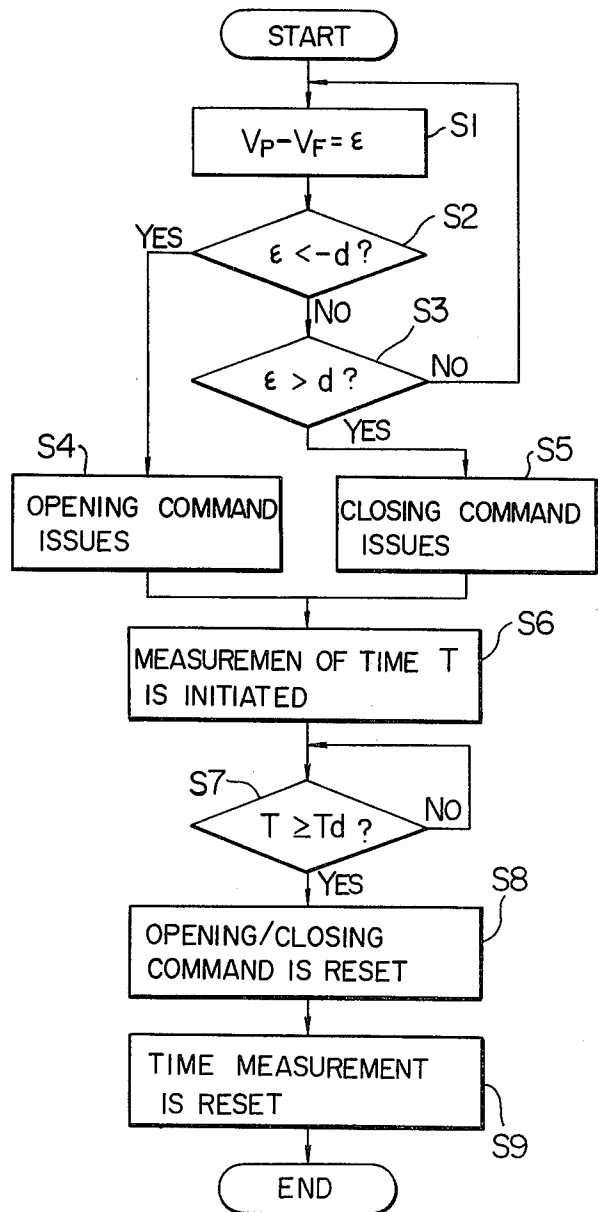 START
S1
VP-VF=ε
S2
YES
ε <-d ?
NO
S3
ε > d ?
NO
YES
S4
S5
OPENING COMMAND
ISSUES
CLOSING COMMAND
ISSUES
S6
MEASUREMEN OF TIME T
IS INITIATED
S7
NO
T ≥Td ?
YES
S8
OPENING/CLOSING
COMMAND IS RESET
TIME MEASUREMENT
IS RESET
S9
END